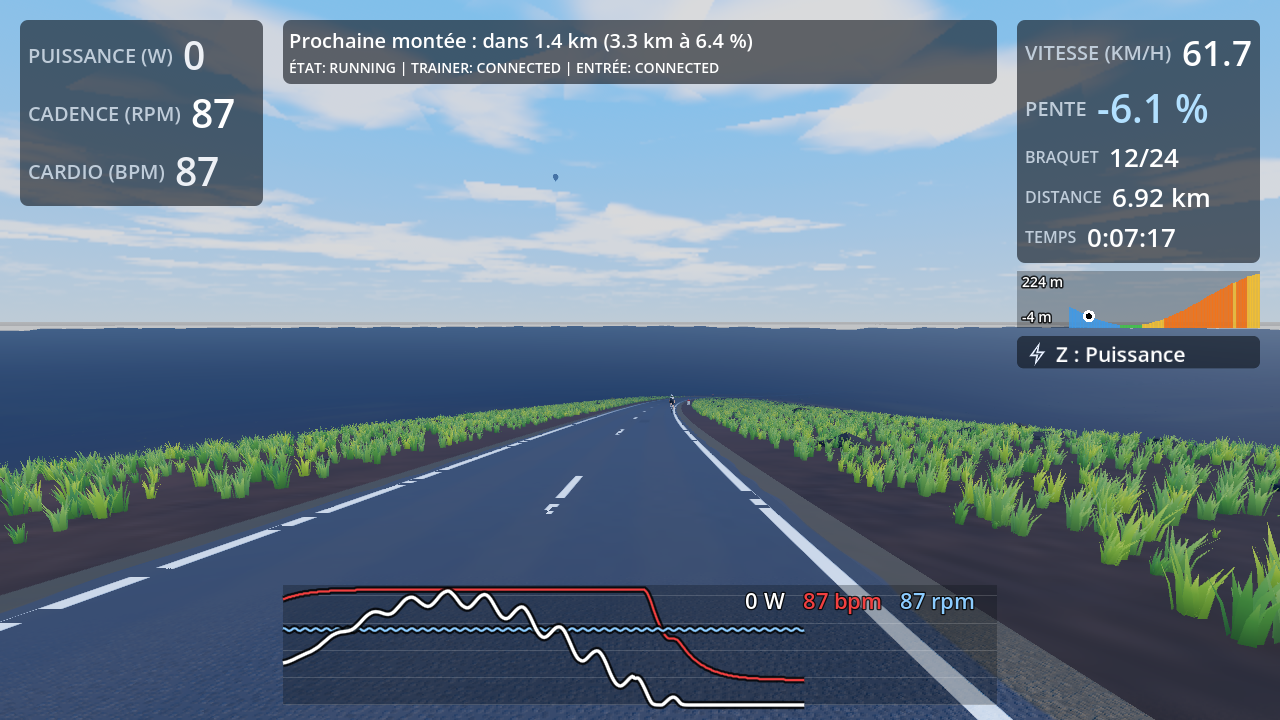 PUISSANCE (W) 0
CADENCE (RPM) 87
CARDIO (BPM) 87
Prochaine montée : dans 1.4 km (3.3 km à 6.4 %)
ÉTAT: RUNNING | TRAINER: CONNECTED | ENTRÉE: CONNECTED
VITESSE (KM/H) 61.7
PENTE -6.1 %
BRAQUET 12/24
DISTANCE 6.92 km
TEMPS 0:07:17
224 m
-4 m
Z : Puissance
0 W 87 bpm 87 rpm